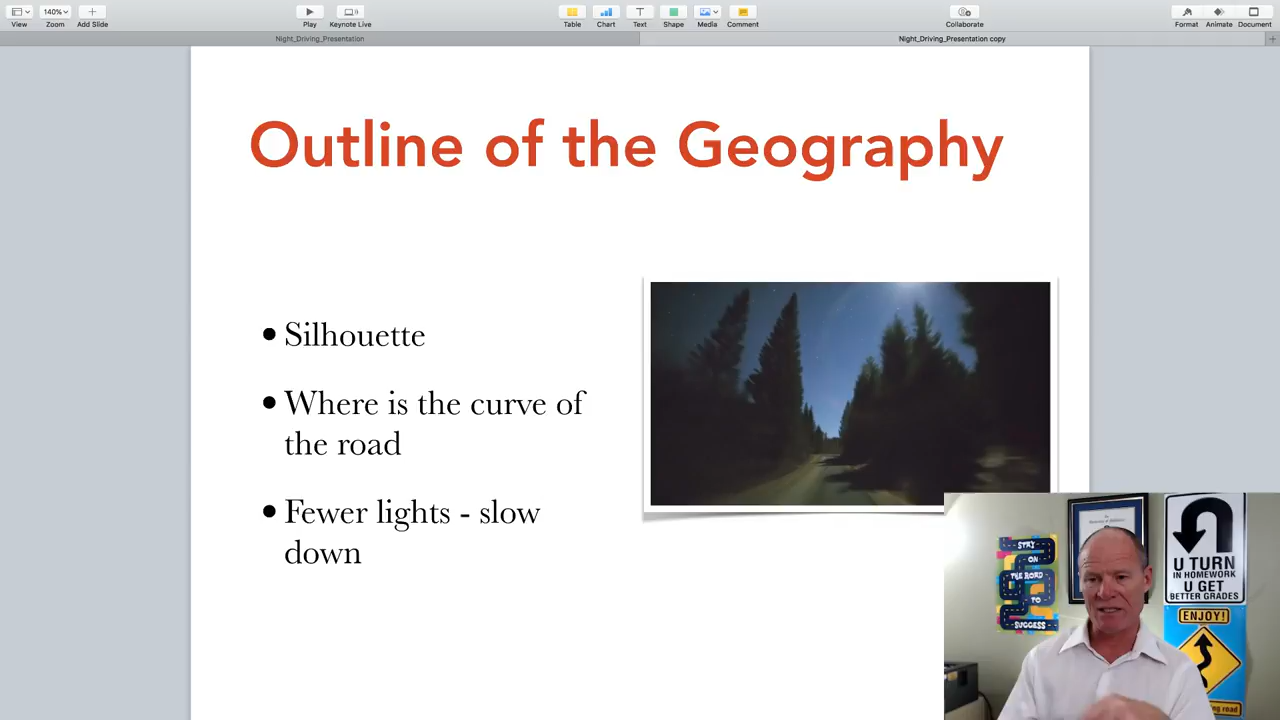 View
140%
Zoom
Add Slide
Play
Keynote Live
Table
Chart
Text
Shape
Media
Comment
Collaborate
Format
Animate
Document
Night_Driving_Presentation
Night_Driving_Presentation copy
Outline of the Geography
• Silhouette
• Where is the curve of
the road
• Fewer lights - slow
down
STAY
ON
THE ROAD
TO
SUCCESS
U TURN
IN HOMEWORK
U GET
BETTER GRADES
ENJOY!
road